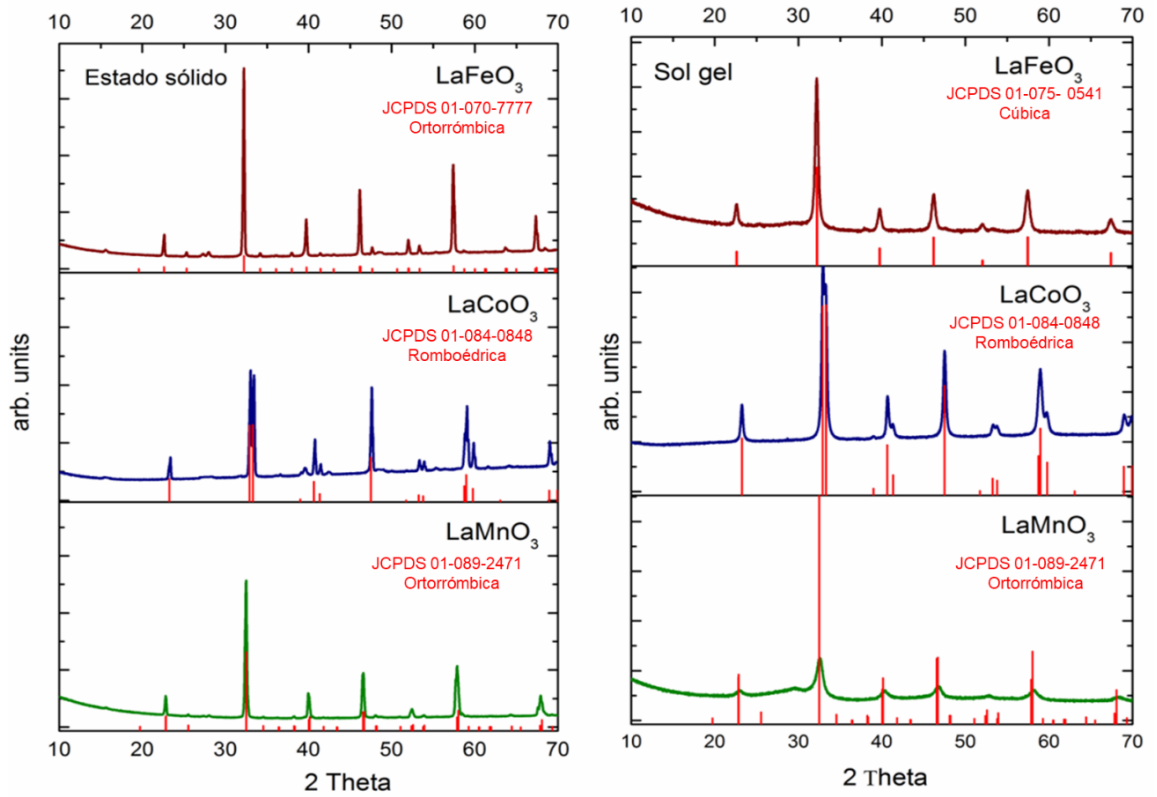 10 20 30 40 50 60 70
Estado sólido
LaFeO3
JCPDS 01-070-7777
Ortorrómbica
LaCoO3
JCPDS 01-084-0848
Romboédrica
LaMnO3
JCPDS 01-089-2471
Ortorrómbica
arb. units
10 20 30 40 50 60 70
2 Theta
10 20 30 40 50 60 70
Sol gel
LaFeO3
JCPDS 01-075- 0541
Cúbica
LaCoO3
JCPDS 01-084-0848
Romboédrica
LaMnO3
JCPDS 01-089-2471
Ortorrómbica
arb. units
10 20 30 40 50 60 70
2 Theta